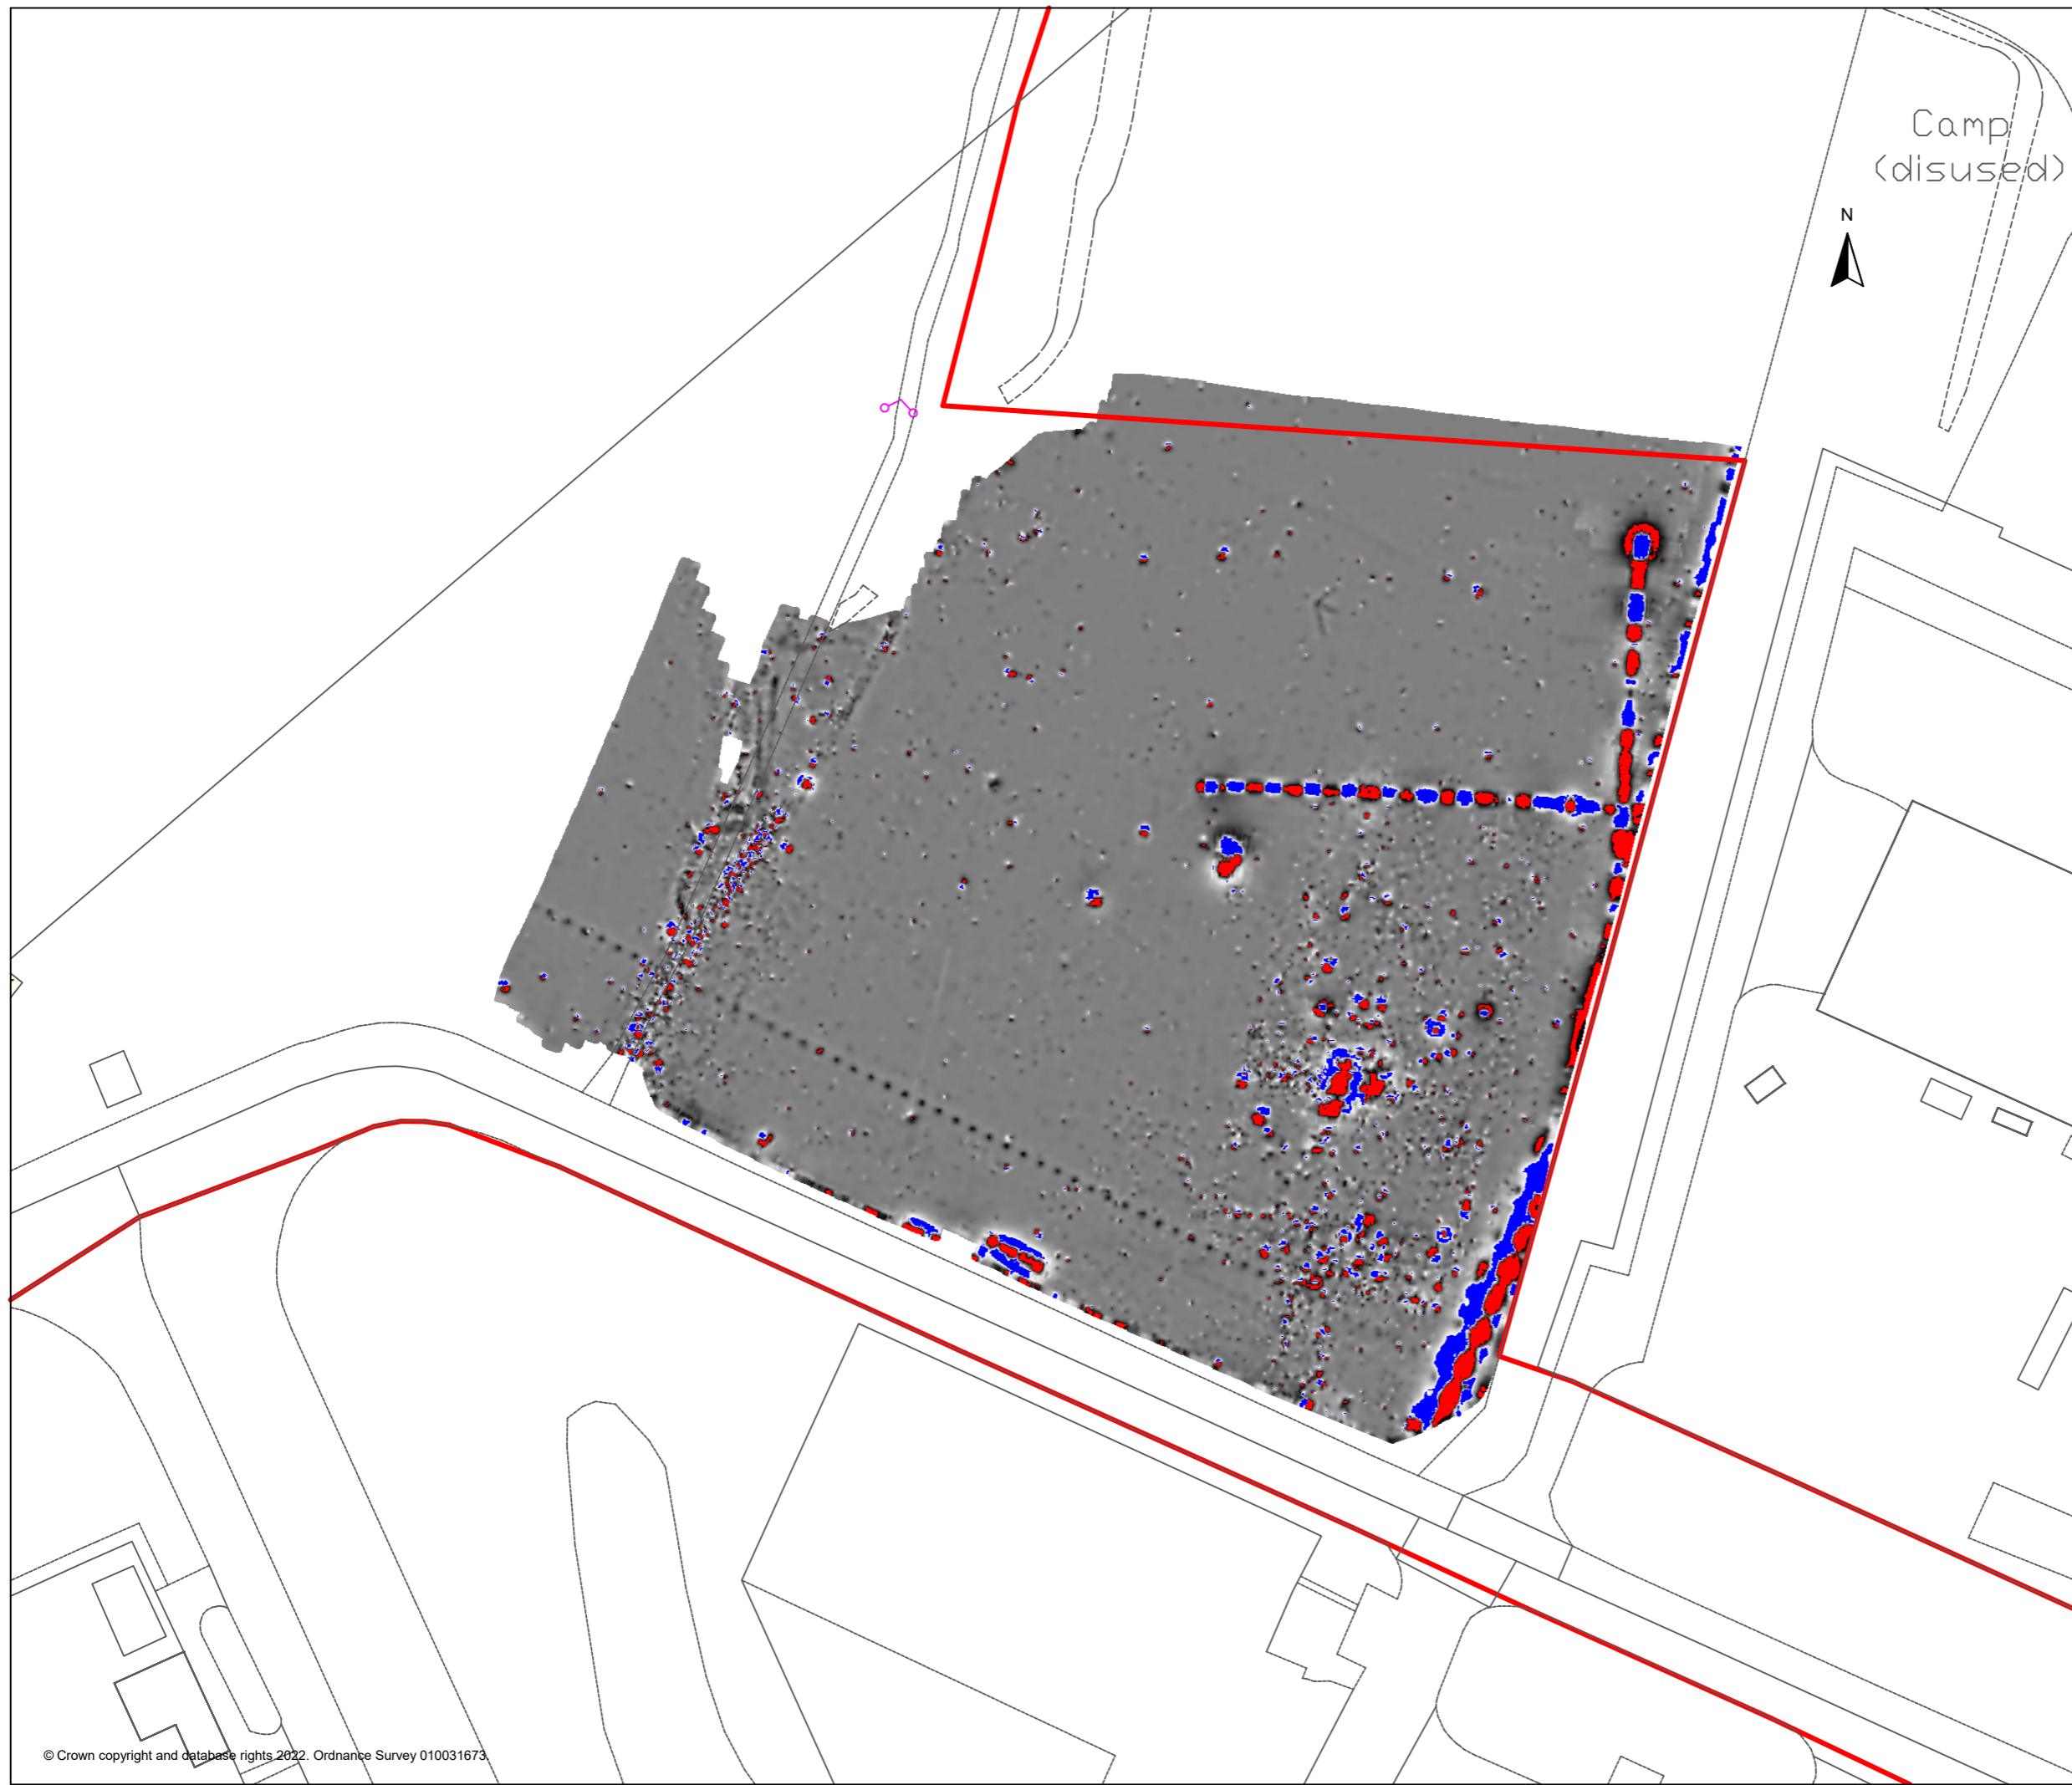 Camp
(disused)
N
© Crown copyright and database rights 2022. Ordnance Survey 010031673.